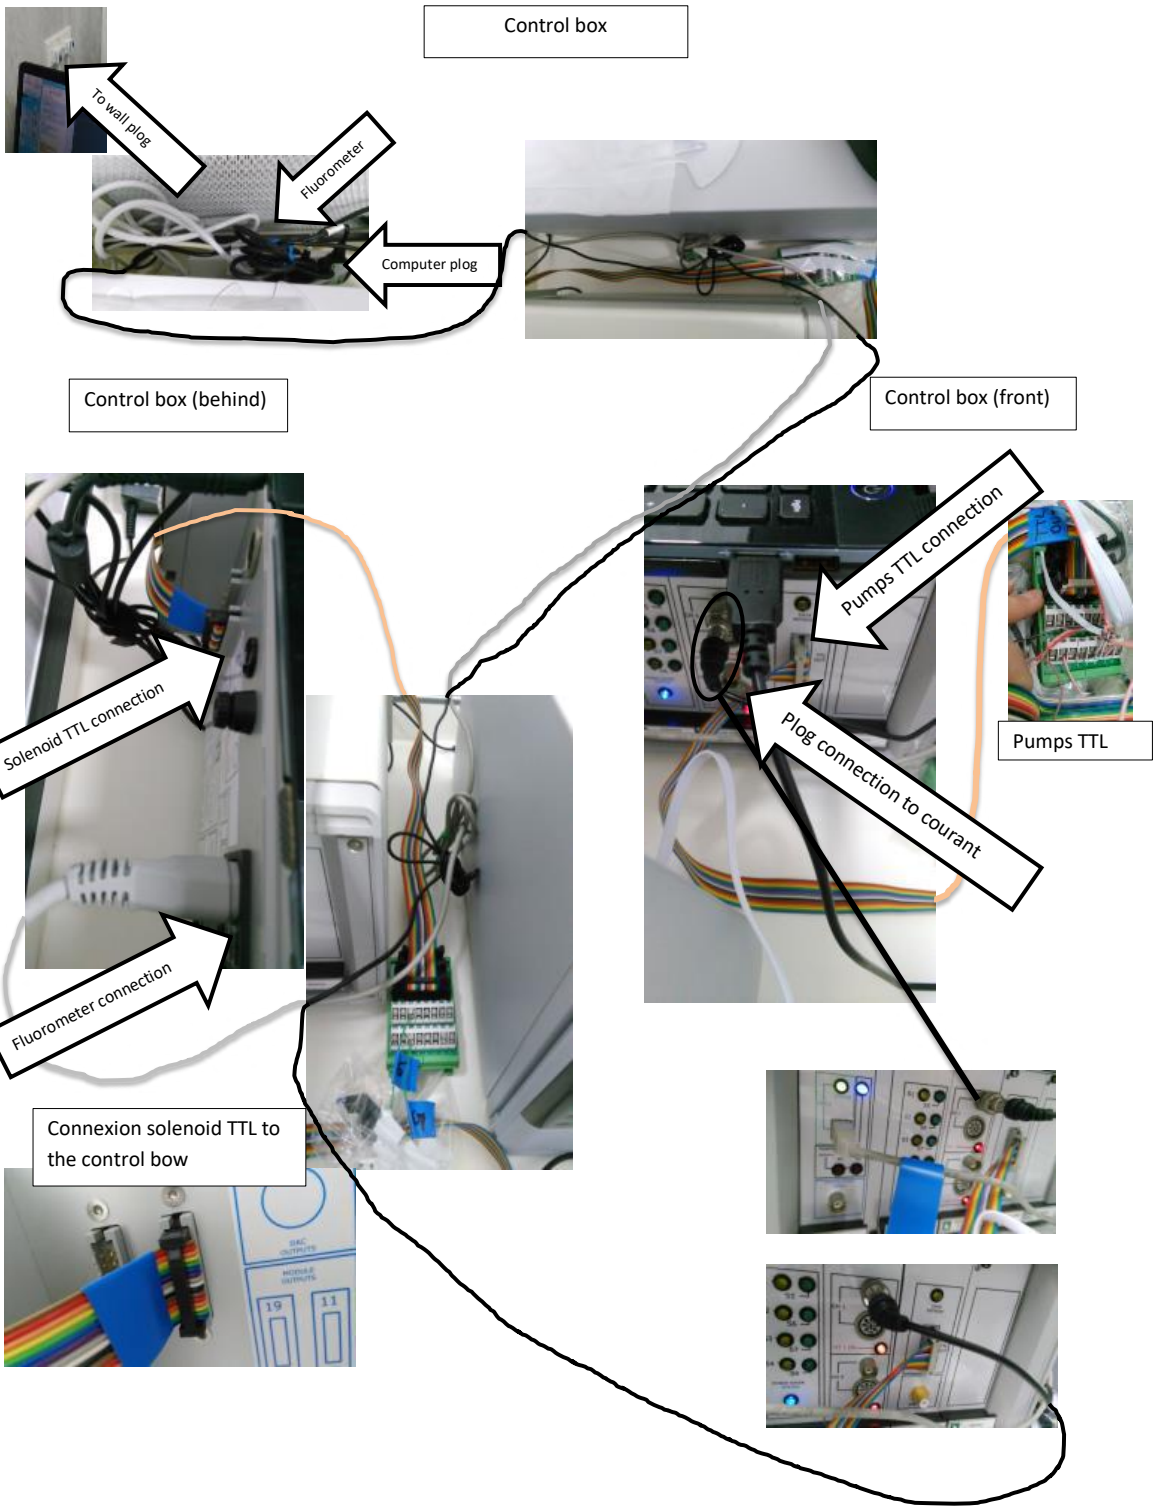 Control box
To wall plog
Fluorometer
Computer plog
Control box (behind)
Control box (front)
Pumps TTL connection
Solenoid TTL connection
Plog connection to courant
Pumps TTL
Fluorometer connection
Connexion solenoid TTL to
the control bow
DAC
OUTPUTS
MODULE
OUTPUTS
19 11